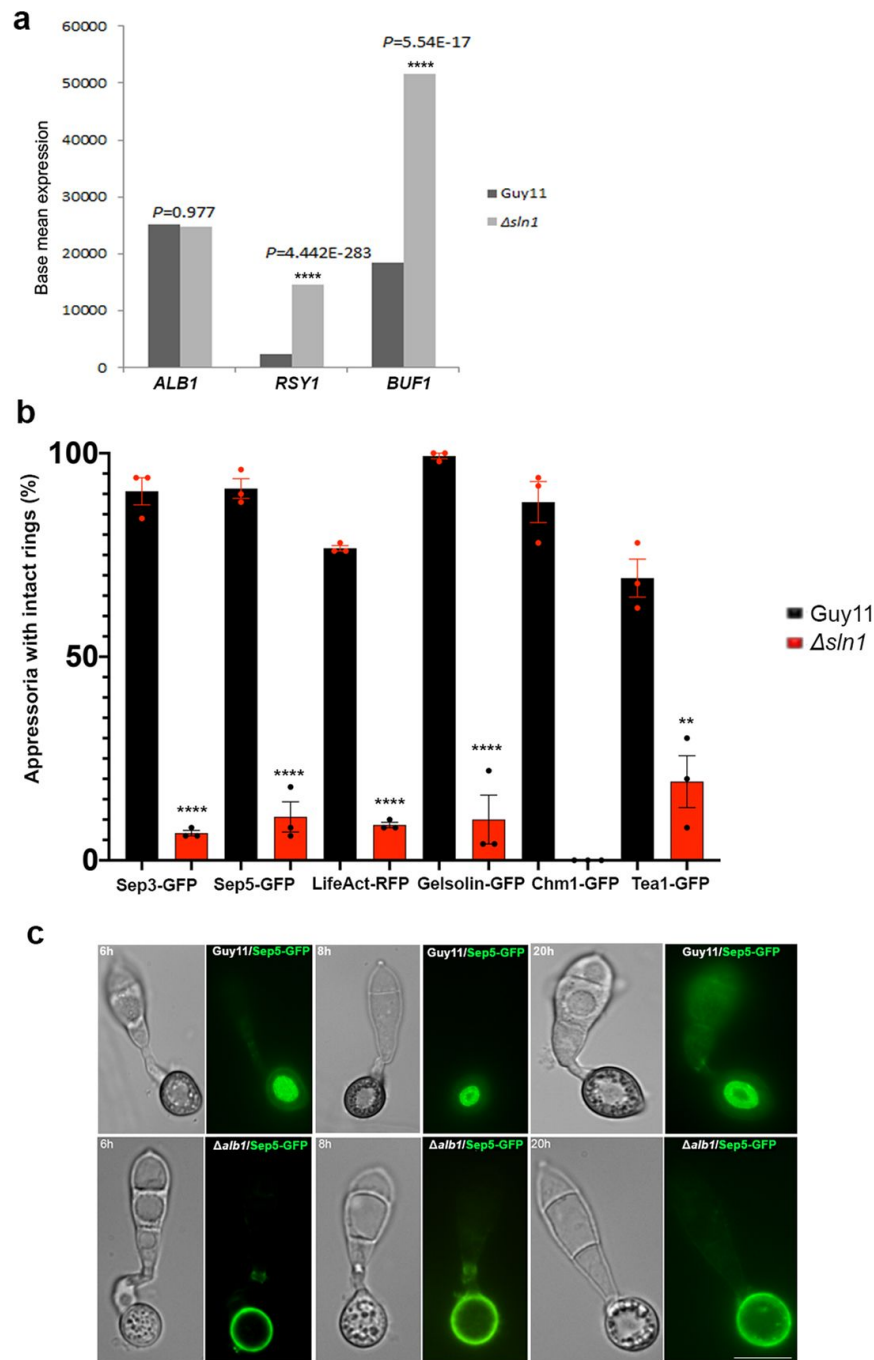 a
60000
50000
40000
30000
20000
10000
0
Base mean expression
P=0.977
P=4.442E-283
****
P=5.54E-17
****
Guy11
Δsln1
ALB1 RSY1 BUF1
b
100
50
0
Appressoria with intact rings (%)
**** **** **** **** **
Guy11
Δsln1
Sep3-GFP Sep5-GFP LifeAct-RFP Gelsolin-GFP Chm1-GFP Tea1-GFP
c
6h Guy11/Sep5-GFP 8h Guy11/Sep5-GFP 20h Guy11/Sep5-GFP
6h Δalb1/Sep5-GFP 8h Δalb1/Sep5-GFP 20h Δalb1/Sep5-GFP